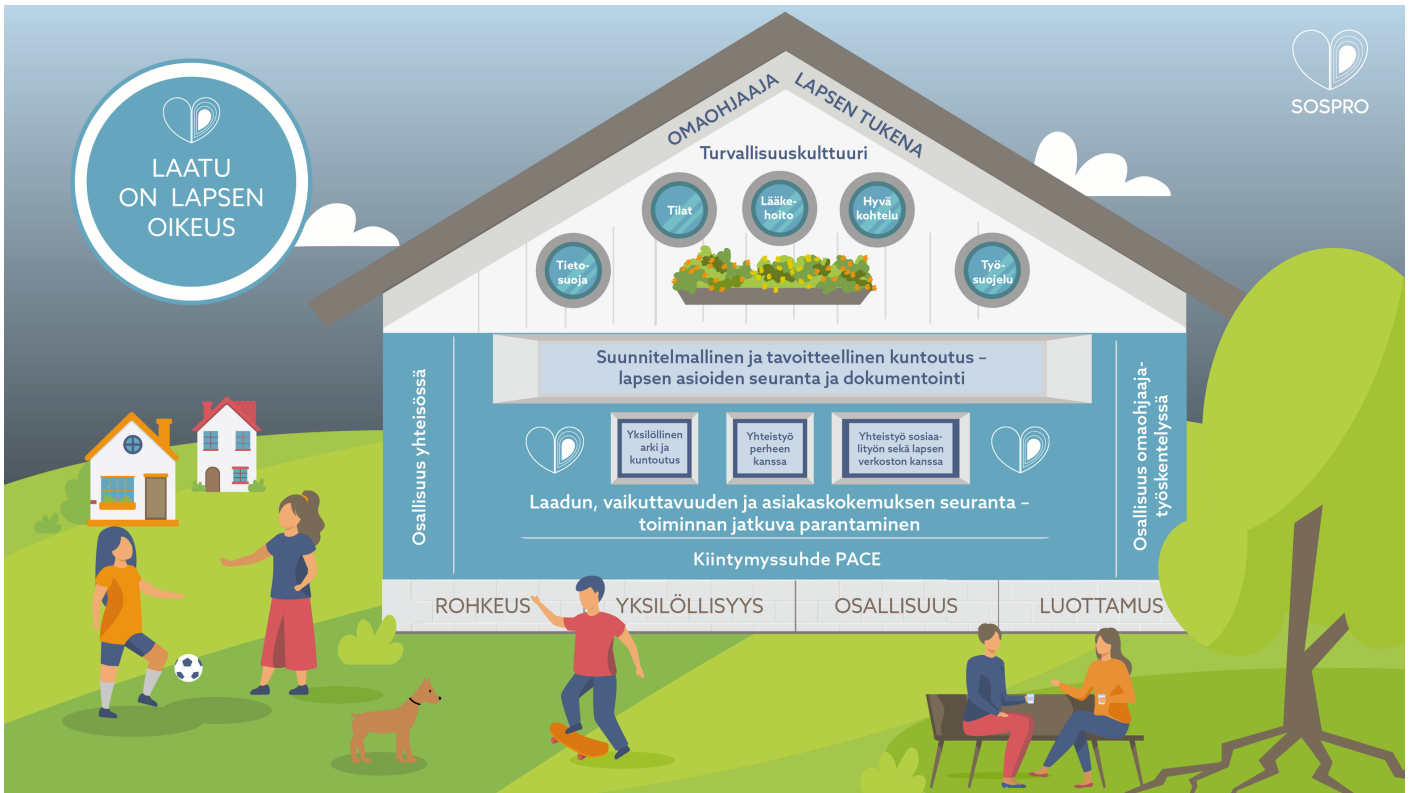 LAATU
ON LAPSEN
OIKEUS
SOSPRO
OMAOHJAAJA
LAPSEN TUKENA
Turvallisuuskulttuuri
Tilat
Lääke-
hoito
Hyvä
kohtelu
Tieto-
suoja
Työ-
suojelu
Suunnitelmallinen ja tavoitteellinen kuntoutus –
lapsen asioiden seuranta ja dokumentointi
Osallisuus yhteisössä
Yksilöllinen
arki ja
kuntoutus
Yhteistyö
perheen
kanssa
Yhteistyö sosiaa-
lityön sekä lapsen
verkoston kanssa
Osallisuus omaohjaaja-
työskentelyssä
Laadun, vaikuttavuuden ja asiakaskokemuksen seuranta –
toiminnan jatkuva parantaminen
Kiintymyssuhde PACE
ROHKEUS
YKSILÖLLISYYS
OSALLISUUS
LUOTTAMUS